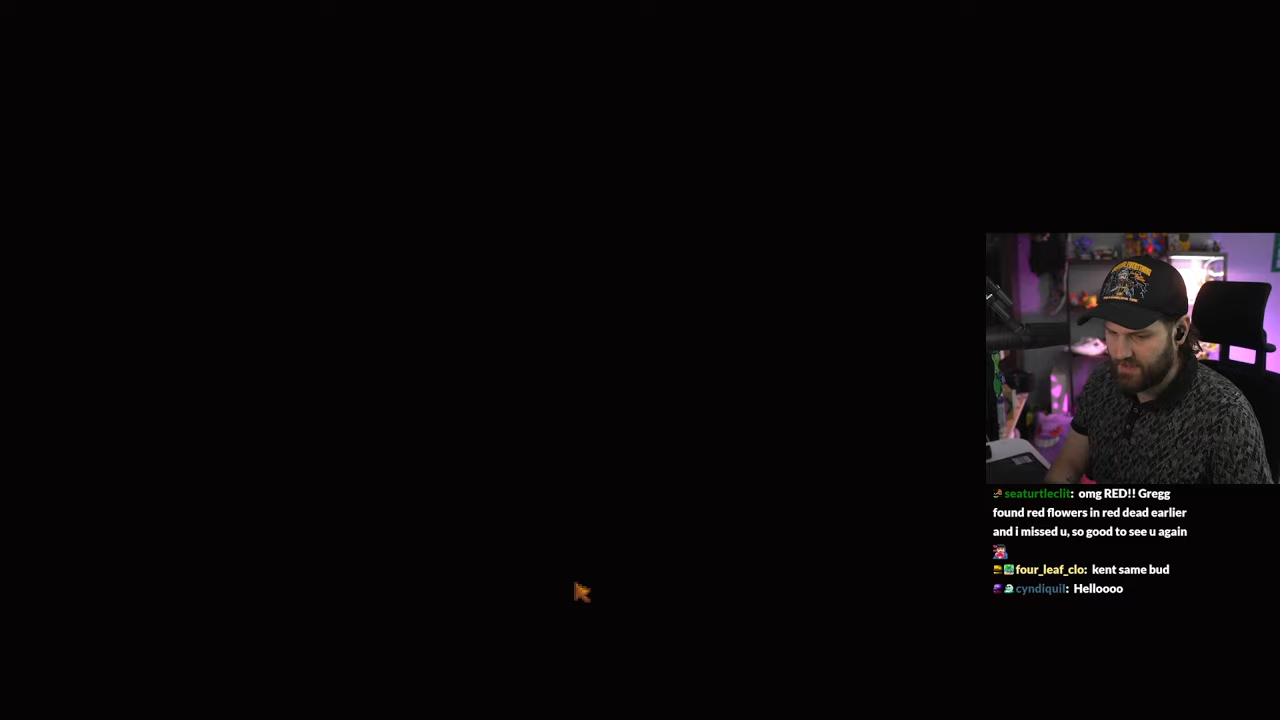 seaturtleclit: omg RED!! Gregg
found red flowers in red dead earlier
and i missed u, so good to see u again
four_leaf_clo: kent same bud
cyndiquil: Helloooo